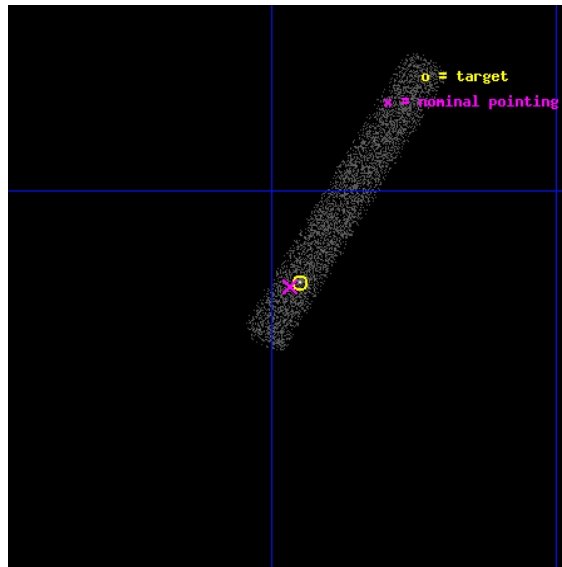 o = target
x = nominal pointing